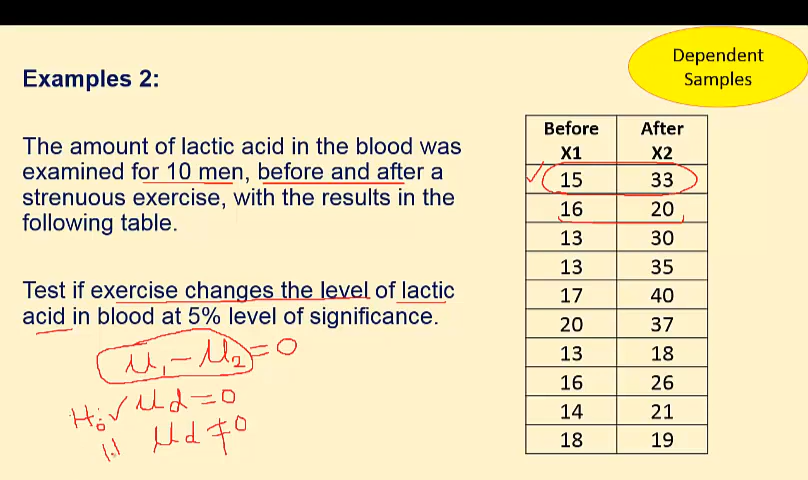 Dependent
Samples
Examples 2:
The amount of lactic acid in the blood was
examined for 10 men, before and after a
strenuous exercise, with the results in the
following table.
Test if exercise changes the level of lactic
acid in blood at 5% level of significance.
μ₁ - μ₂ = 0
H₀: ✓ μd = 0
μd ≠ 0
Before After
X1 X2
15 33
16 20
13 30
13 35
17 40
20 37
13 18
16 26
14 21
18 19